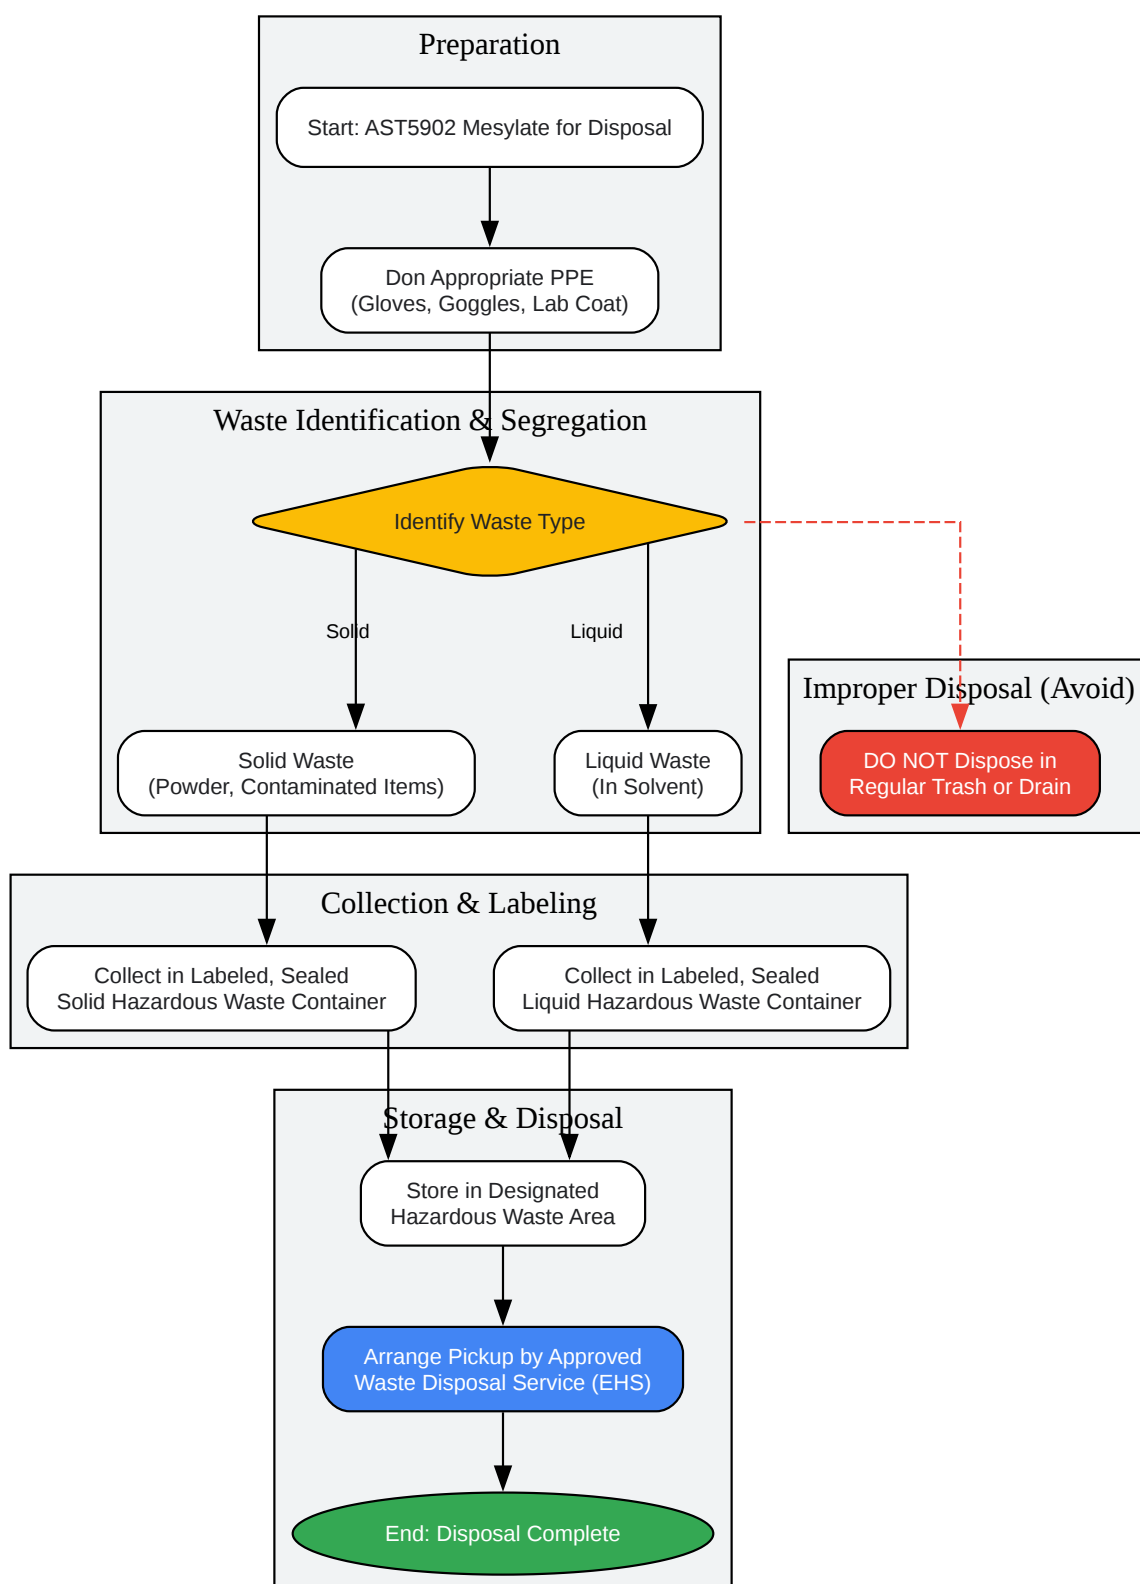 Preparation
Start: AST5902 Mesylate for Disposal
Don Appropriate PPE
(Gloves, Goggles, Lab Coat)
Waste Identification & Segregation
Identify Waste Type
Solid
Liquid
Improper Disposal (Avoid)
Solid Waste
(Powder, Contaminated Items)
Liquid Waste
(In Solvent)
DO NOT Dispose in
Regular Trash or Drain
Collection & Labeling
Collect in Labeled, Sealed
Solid Hazardous Waste Container
Collect in Labeled, Sealed
Liquid Hazardous Waste Container
Storage & Disposal
Store in Designated
Hazardous Waste Area
Arrange Pickup by Approved
Waste Disposal Service (EHS)
End: Disposal Complete